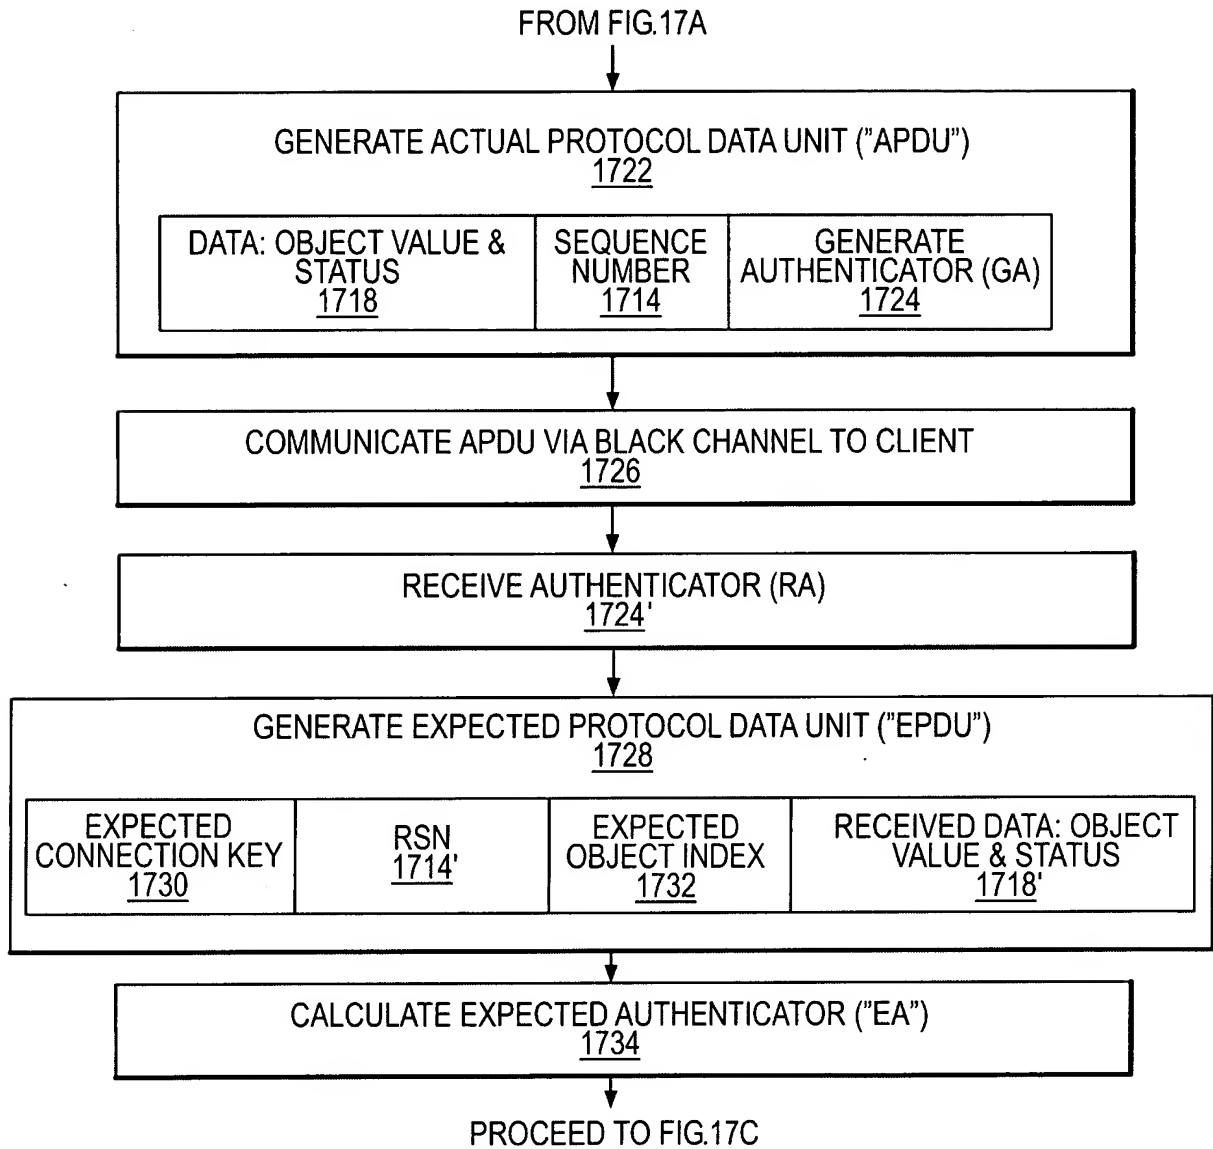 FROM FIG.17A
GENERATE ACTUAL PROTOCOL DATA UNIT ("APDU")
1722
DATA: OBJECT VALUE &
STATUS
1718
SEQUENCE
NUMBER
1714
GENERATE
AUTHENTICATOR (GA)
1724
COMMUNICATE APDU VIA BLACK CHANNEL TO CLIENT
1726
RECEIVE AUTHENTICATOR (RA)
1724'
GENERATE EXPECTED PROTOCOL DATA UNIT ("EPDU")
1728
EXPECTED
CONNECTION KEY
1730
RSN
1714'
EXPECTED
OBJECT INDEX
1732
RECEIVED DATA: OBJECT
VALUE & STATUS
1718'
CALCULATE EXPECTED AUTHENTICATOR ("EA")
1734
PROCEED TO FIG.17C